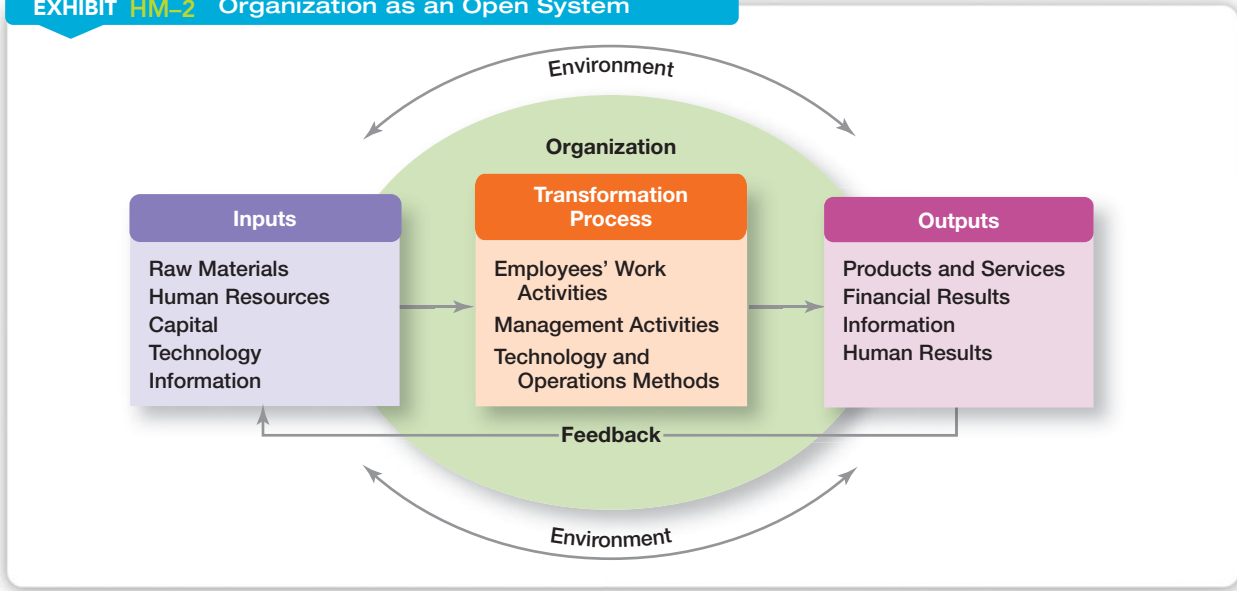 EXHIBIT HM–2 Organization as an Open System
Environment
Organization
Inputs
Raw Materials
Human Resources
Capital
Technology
Information
Transformation
Process
Employees' Work
Activities
Management Activities
Technology and
Operations Methods
Outputs
Products and Services
Financial Results
Information
Human Results
Feedback
Environment